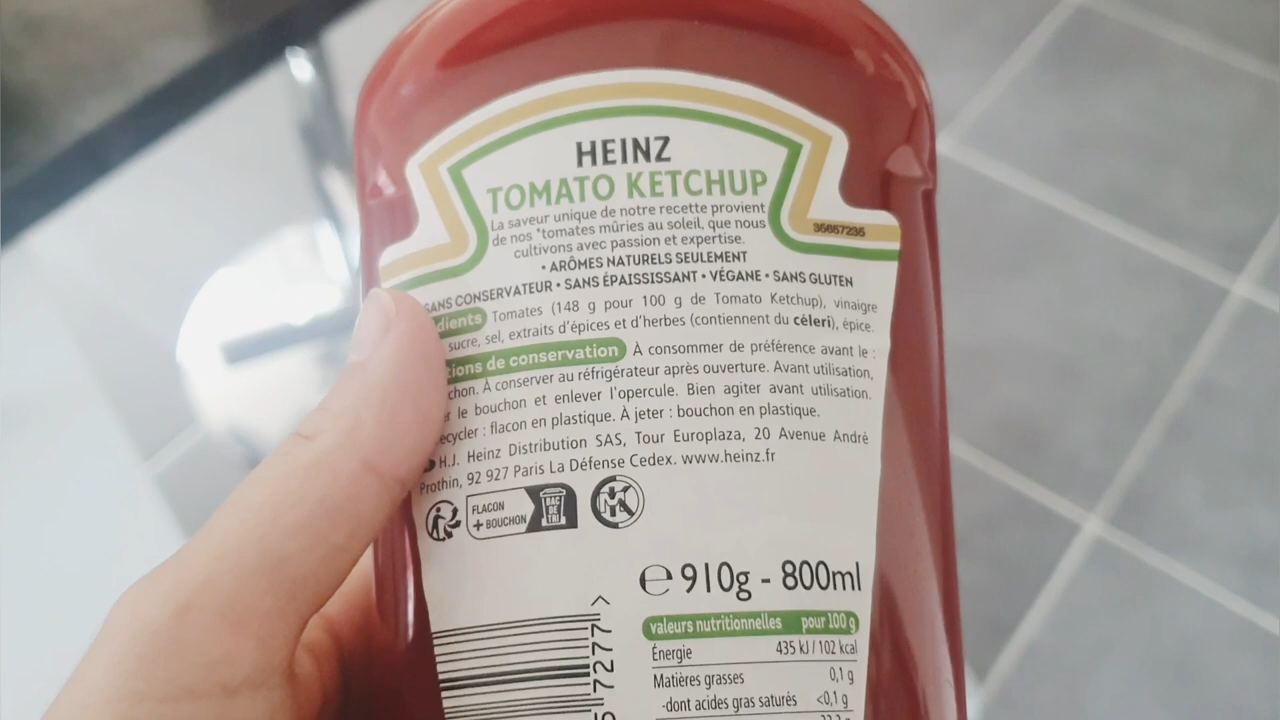 HEINZ
TOMATO KETCHUP
La saveur unique de notre recette provient
de nos *tomates mûries au soleil, que nous
cultivons avec passion et expertise.
35667235
• ARÔMES NATURELS SEULEMENT
SANS CONSERVATEUR • SANS ÉPAISSISSANT • VÉGANE • SANS GLUTEN
dients Tomates (148 g pour 100 g de Tomato Ketchup), vinaigre
sucre, sel, extraits d'épices et d'herbes (contiennent du céleri), épice.
tions de conservation À consommer de préférence avant le :
chon. À conserver au réfrigérateur après ouverture. Avant utilisation,
r le bouchon et enlever l'opercule. Bien agiter avant utilisation.
ecycler : flacon en plastique. À jeter : bouchon en plastique.
H.J. Heinz Distribution SAS, Tour Europlaza, 20 Avenue André
Prothin, 92 927 Paris La Défense Cedex. www.heinz.fr
FLACON
+ BOUCHON
BAC
DE
TRI
K
℮ 910g - 800ml
valeurs nutritionnelles pour 100 g
Énergie 435 kJ / 102 kcal
Matières grasses 0,1 g
-dont acides gras saturés <0,1 g
7277